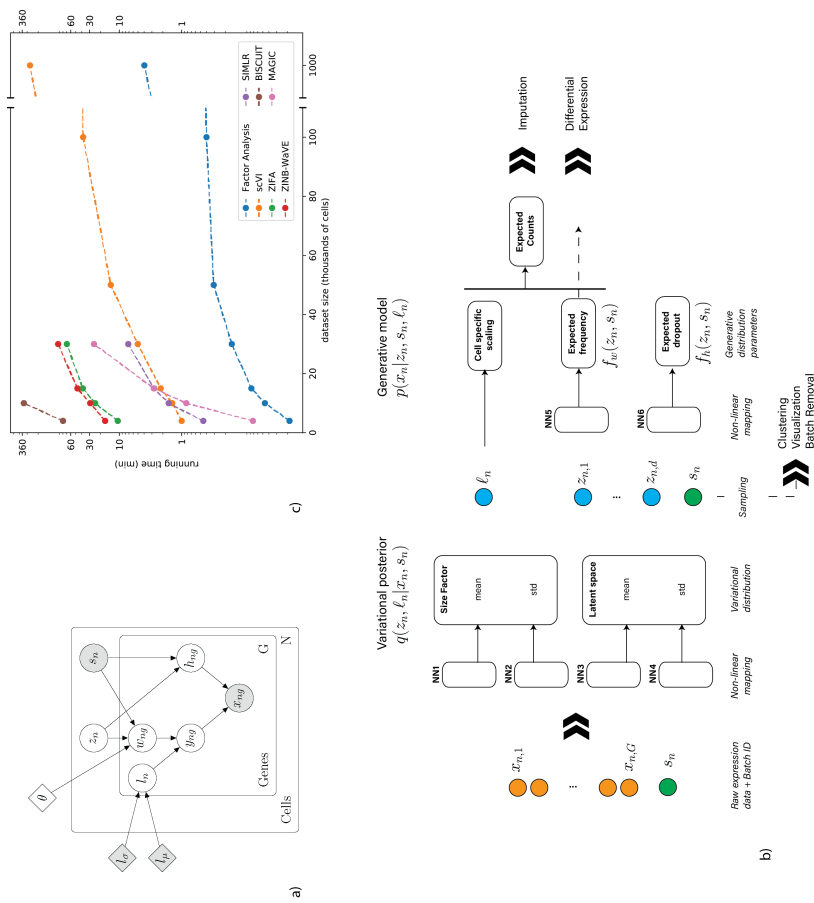 a)
θ
z_n
s_n
l_σ
l_μ
l_n
w_ng
y_ng
h_ng
x_ng
Genes
G
Cells
N
c)
running time (min)
360
60
30
10
1
360
60
30
10
1
0
20
40
60
80
100
1000
dataset size (thousands of cells)
Factor Analysis
scVI
ZIFA
ZINB-WaVE
SIMLR
BISCUIT
MAGIC
b)
Variational posterior
q(z_n, ℓ_n|x_n, s_n)
Generative model
p(x_n|z_n, s_n, ℓ_n)
x_{n,1}
...
x_{n,G}
s_n
NN1
NN2
NN3
NN4
Size Factor
mean
std
Latent space
mean
std
ℓ_n
z_{n,1}
...
z_{n,d}
s_n
NN5
NN6
Cell specific
scaling
Expected
frequency
f_w(z_n, s_n)
Expected
dropout
f_h(z_n, s_n)
Expected
Counts
Imputation
Differential
Expression
Raw expression
data + Batch ID
Non-linear
mapping
Variational
distribution
Sampling
Non-linear
mapping
Generative
distribution
parameters
Clustering
Visualization
Batch Removal